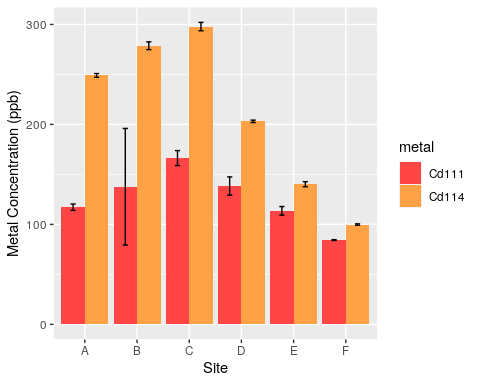 300
200
100
0
Metal Concentration (ppb)
A B C D E F
Site
metal
Cd111
Cd114